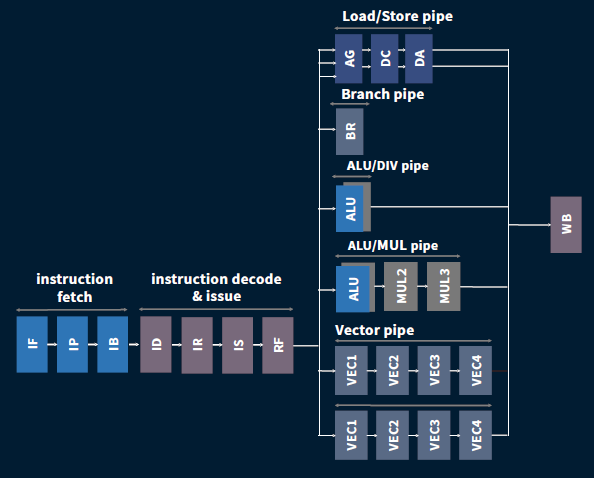 Load/Store pipe
AG
DC
DA
Branch pipe
BR
ALU/DIV pipe
ALU
WB
ALU/MUL pipe
ALU
MUL2
MUL3
instruction
fetch
instruction decode
& issue
IF
IP
IB
ID
IR
IS
RF
Vector pipe
VEC1
VEC2
VEC3
VEC4
VEC1
VEC2
VEC3
VEC4